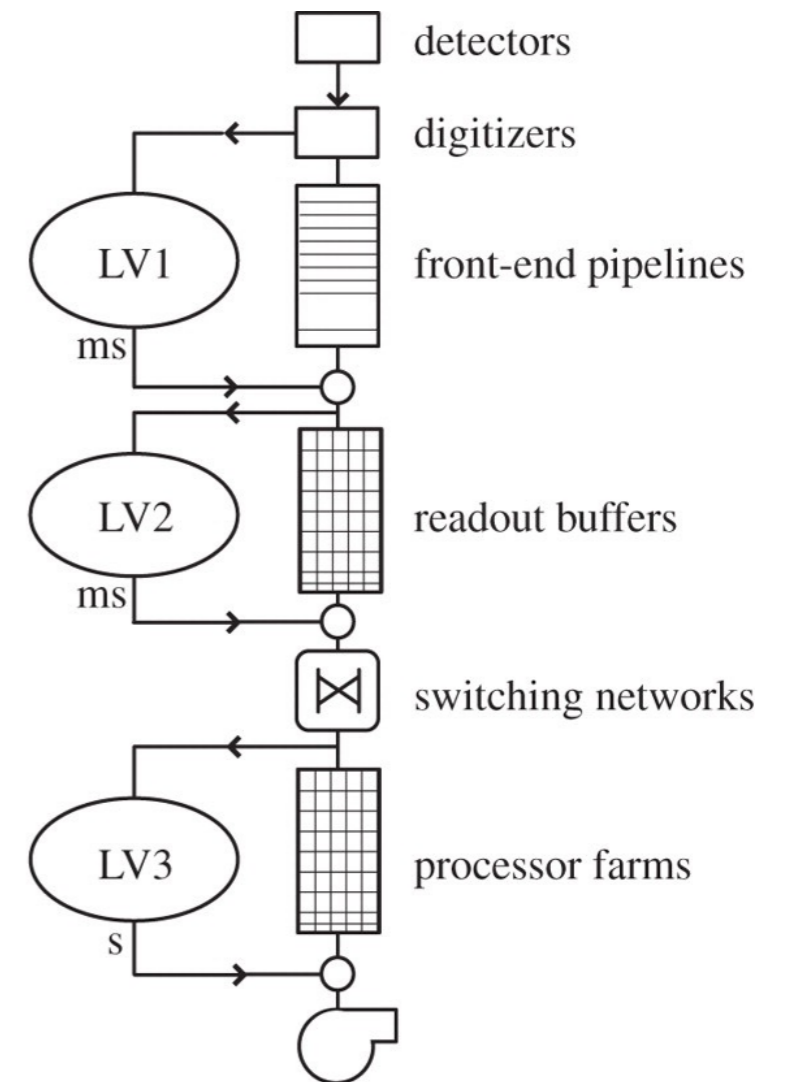 detectors
digitizers
LV1
front-end pipelines
ms
LV2
readout buffers
ms
switching networks
LV3
processor farms
s